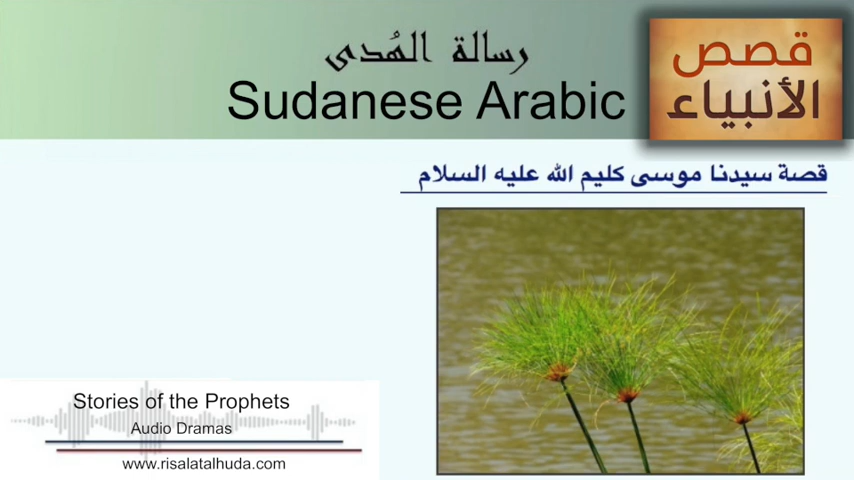 رسالة الهُدى
Sudanese Arabic
قصص
الأنبياء
قصة سيدنا موسى كليم الله عليه السلام
Stories of the Prophets
Audio Dramas
www.risalatalhuda.com